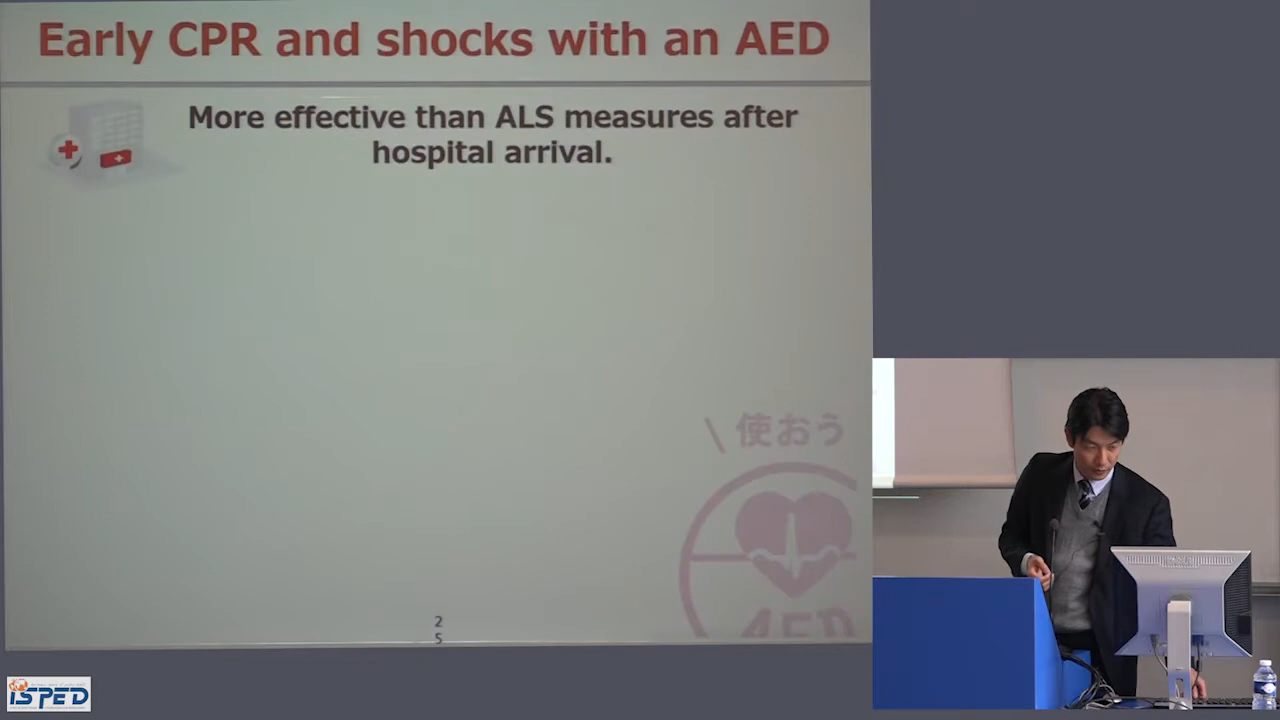 Early CPR and shocks with an AED
More effective than ALS measures after
hospital arrival.
\ 使おう
AED
2
5
ISPED